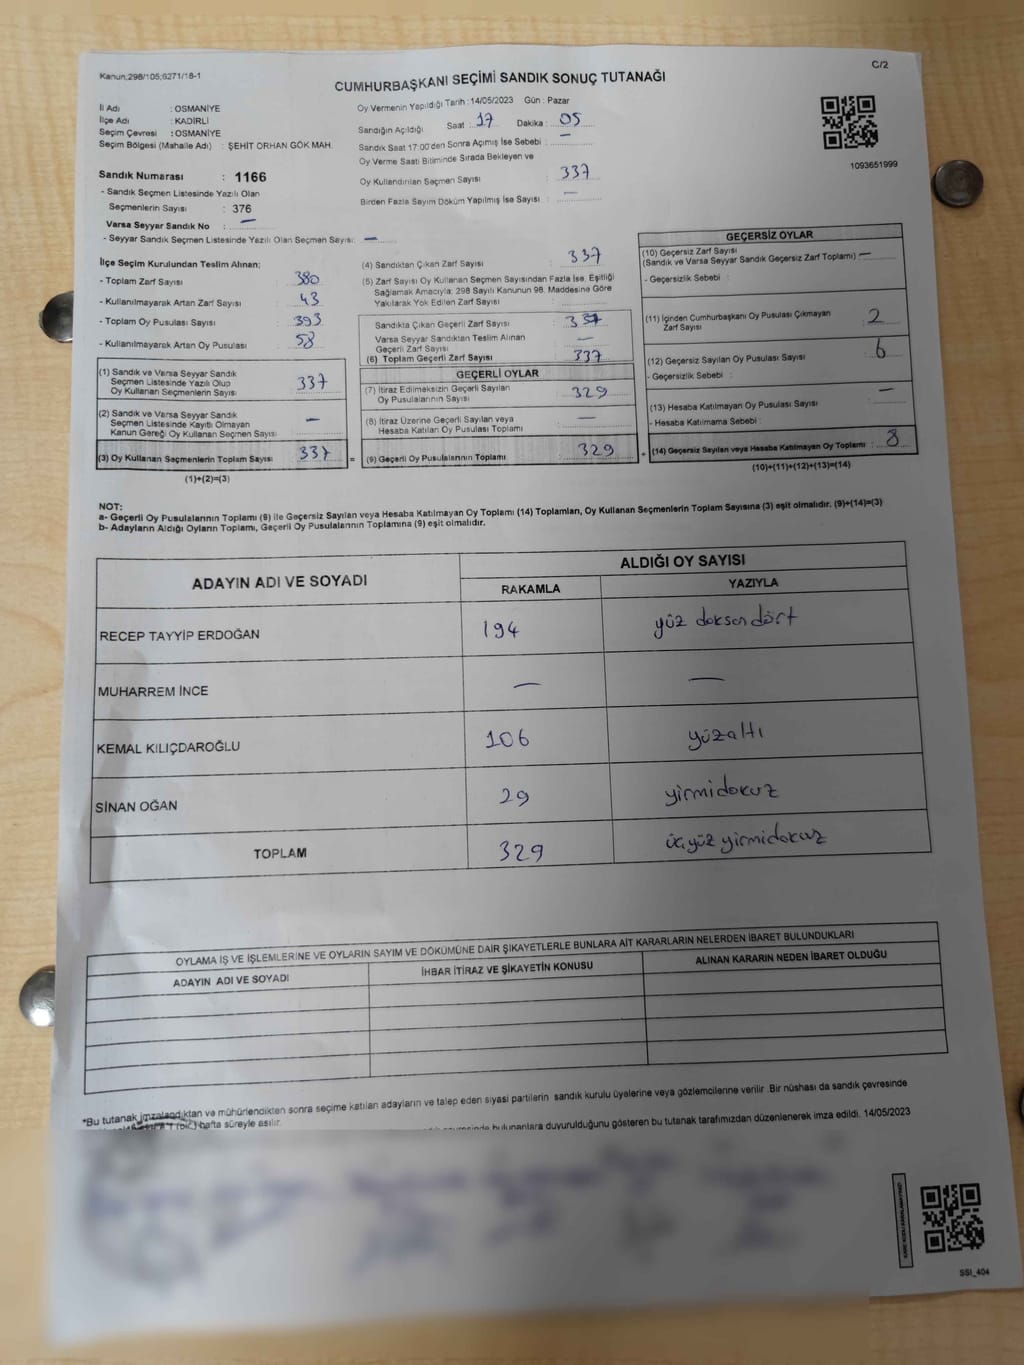 Kanun:298/105;6271/18-1
C/2
CUMHURBAŞKANI SEÇİMİ SANDIK SONUÇ TUTANAĞI
İl Adı : OSMANİYE
İlçe Adı : KADİRLİ
Seçim Çevresi : OSMANİYE
Seçim Bölgesi (Mahalle Adı) : ŞEHİT ORHAN GÖK MAH.
Sandık Numarası : 1166
- Sandık Seçmen Listesinde Yazılı Olan
Seçmenlerin Sayısı : 376
Varsa Seyyar Sandık No : —
- Seyyar Sandık Seçmen Listesinde Yazılı Olan Seçmen Sayısı: —
Oy Vermenin Yapıldığı Tarih : 14/05/2023 Gün : Pazar
Sandığın Açıldığı Saat : 17 Dakika : 05
Sandık Saat 17:00'den Sonra Açılmış İse Sebebi : —
Oy Verme Saati Bitiminde Sırada Bekleyen ve
Oy Kullandırılan Seçmen Sayısı : 337
Birden Fazla Sayım Döküm Yapılmış İse Sayısı : —
1093651999
İlçe Seçim Kurulundan Teslim Alınan;
- Toplam Zarf Sayısı : 380
- Kullanılmayarak Artan Zarf Sayısı : 43
- Toplam Oy Pusulası Sayısı : 393
- Kullanılmayarak Artan Oy Pusulası : 58
(1) Sandık ve Varsa Seyyar Sandık
Seçmen Listesinde Yazılı Olup
Oy Kullanan Seçmenlerin Sayısı : 337
(2) Sandık ve Varsa Seyyar Sandık
Seçmen Listesinde Kayıtlı Olmayan
Kanun Gereği Oy Kullanan Seçmen Sayısı : —
(3) Oy Kullanan Seçmenlerin Toplam Sayısı : 337
(1)+(2)=(3)
(4) Sandıktan Çıkan Zarf Sayısı : 337
(5) Zarf Sayısı Oy Kullanan Seçmen Sayısından Fazla İse, Eşitliği
Sağlamak Amacıyla; 298 Sayılı Kanunun 98. Maddesine Göre
Yakılarak Yok Edilen Zarf Sayısı :
Sandıkta Çıkan Geçerli Zarf Sayısı : 337
Varsa Seyyar Sandıktan Teslim Alınan
Geçerli Zarf Sayısı : —
(6) Toplam Geçerli Zarf Sayısı : 337
GEÇERLİ OYLAR
(7) İtiraz Edilmeksizin Geçerli Sayılan
Oy Pusulalarının Sayısı : 329
(8) İtiraz Üzerine Geçerli Sayılan veya
Hesaba Katılan Oy Pusulası Toplamı : —
= (9) Geçerli Oy Pusulalarının Toplamı : 329
GEÇERSİZ OYLAR
(10) Geçersiz Zarf Sayısı
(Sandık ve Varsa Seyyar Sandık Geçersiz Zarf Toplamı) : —
- Geçersizlik Sebebi :
(11) İçinden Cumhurbaşkanı Oy Pusulası Çıkmayan
Zarf Sayısı : 2
(12) Geçersiz Sayılan Oy Pusulası Sayısı : 6
- Geçersizlik Sebebi :
(13) Hesaba Katılmayan Oy Pusulası Sayısı : —
- Hesaba Katılmama Sebebi :
+ (14) Geçersiz Sayılan veya Hesaba Katılmayan Oy Toplamı : 8
(10)+(11)+(12)+(13)=(14)
NOT:
a- Geçerli Oy Pusulalarının Toplamı (9) ile Geçersiz Sayılan veya Hesaba Katılmayan Oy Toplamı (14) Toplamları, Oy Kullanan Seçmenlerin Toplam Sayısına (3) eşit olmalıdır. (9)+(14)=(3)
b- Adayların Aldığı Oyların Toplamı, Geçerli Oy Pusulalarının Toplamına (9) eşit olmalıdır.
ADAYIN ADI VE SOYADI
ALDIĞI OY SAYISI
RAKAMLA YAZIYLA
RECEP TAYYİP ERDOĞAN 194 yüz doksan dört
MUHARREM İNCE — —
KEMAL KILIÇDAROĞLU 106 yüzaltı
SİNAN OĞAN 29 yirmidokuz
TOPLAM 329 üçyüz yirmidokuz
OYLAMA İŞ VE İŞLEMLERİNE VE OYLARIN SAYIM VE DÖKÜMÜNE DAİR ŞİKAYETLERLE BUNLARA AİT KARARLARIN NELERDEN İBARET BULUNDUKLARI
ADAYIN ADI VE SOYADI İHBAR İTİRAZ VE ŞİKAYETİN KONUSU ALINAN KARARIN NEDEN İBARET OLDUĞU
*Bu tutanak imzalandıktan ve mühürlendikten sonra seçime katılan adayların ve talep eden siyasi partilerin sandık kurulu üyelerine veya gözlemcilerine verilir. Bir nüshası da sandık çevresinde
(bir) hafta süreyle asılır.
bulunanlara duyurulduğunu gösteren bu tutanak tarafımızdan düzenlenerek imza edildi. 14/05/2023
SSI_404